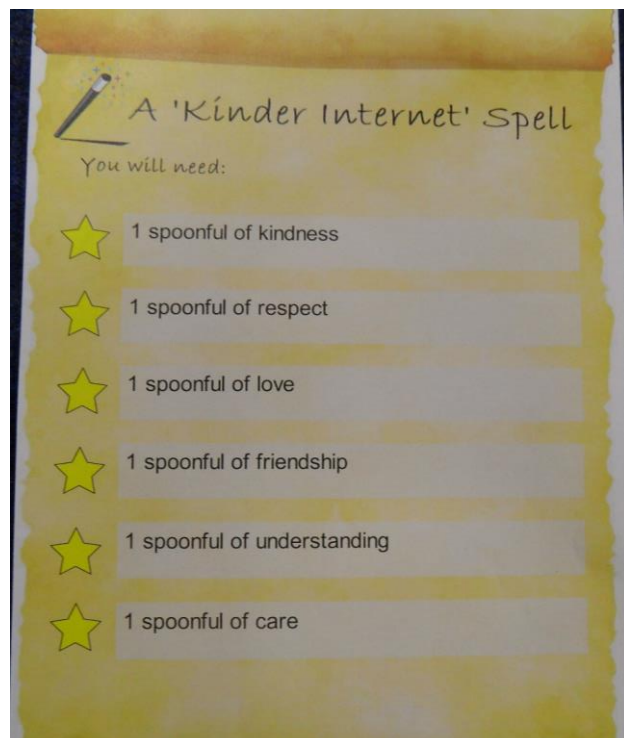 A 'Kinder Internet' Spell
You will need:
1 spoonful of kindness
1 spoonful of respect
1 spoonful of love
1 spoonful of friendship
1 spoonful of understanding
1 spoonful of care